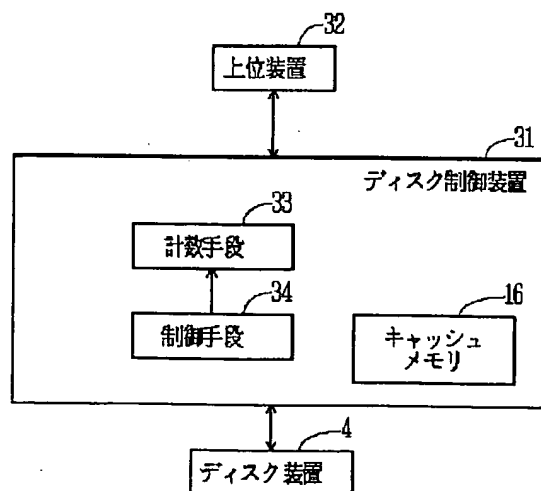 32
上位装置
31
ディスク制御装置
33
計数手段
34
制御手段
16
キャッシュ
メモリ
4
ディスク装置